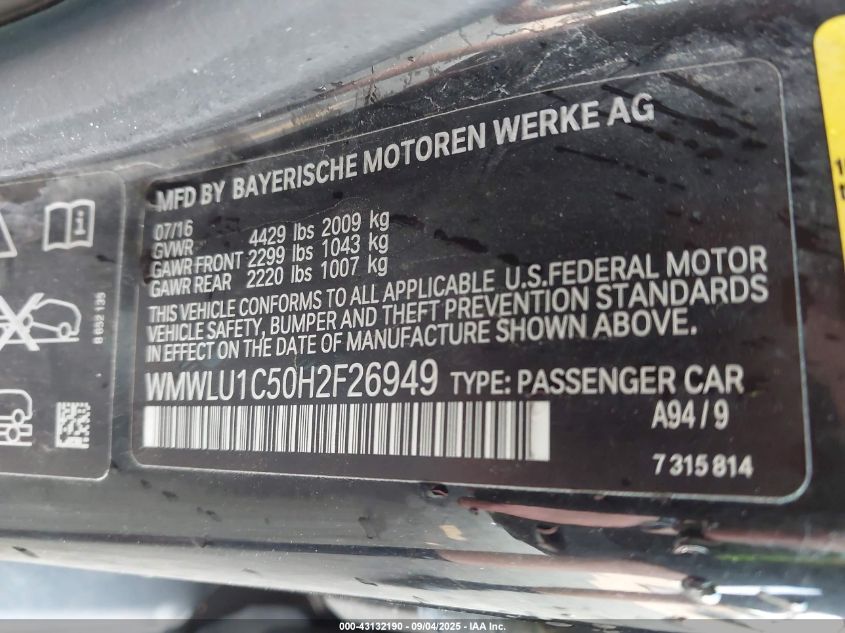 MFD BY BAYERISCHE MOTOREN WERKE AG
07/16
GVWR 4429 lbs 2009 kg
GAWR FRONT 2299 lbs 1043 kg
GAWR REAR 2220 lbs 1007 kg
THIS VEHICLE CONFORMS TO ALL APPLICABLE U.S.FEDERAL MOTOR
VEHICLE SAFETY, BUMPER AND THEFT PREVENTION STANDARDS
IN EFFECT ON THE DATE OF MANUFACTURE SHOWN ABOVE.
WMWLU1C50H2F26949 TYPE: PASSENGER CAR
A94/9
7 315 814
000-43132190 - 09/04/2025 - IAA Inc.